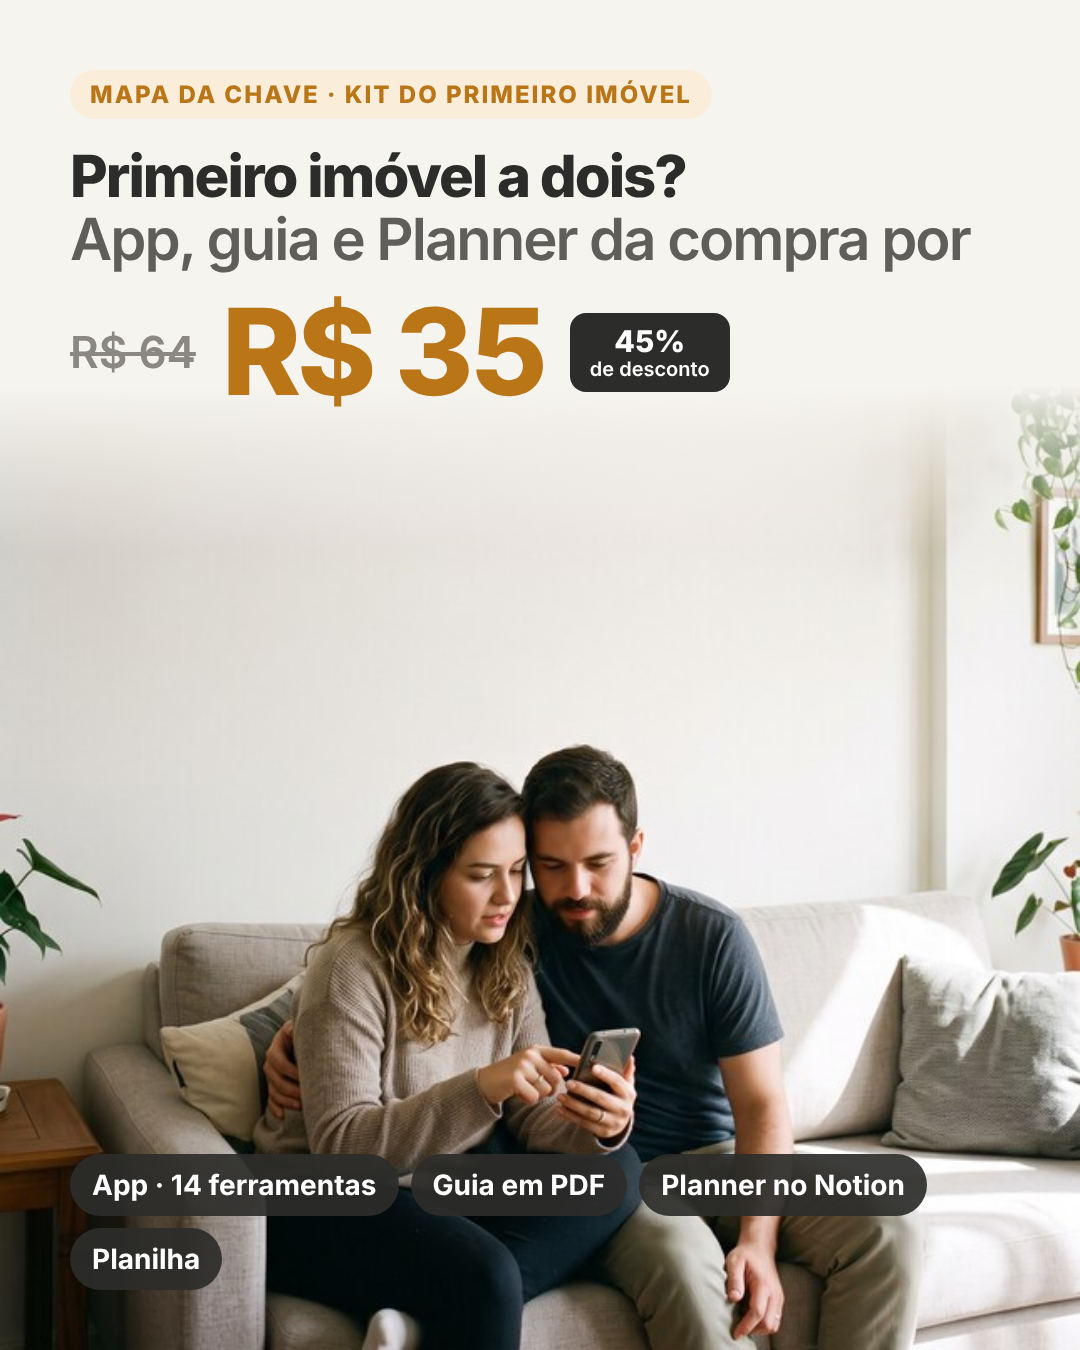 MAPA DA CHAVE · KIT DO PRIMEIRO IMÓVEL
Primeiro imóvel a dois?
App, guia e Planner da compra por
R$ 64 R$ 35 45%
de desconto
App · 14 ferramentas Guia em PDF Planner no Notion
Planilha